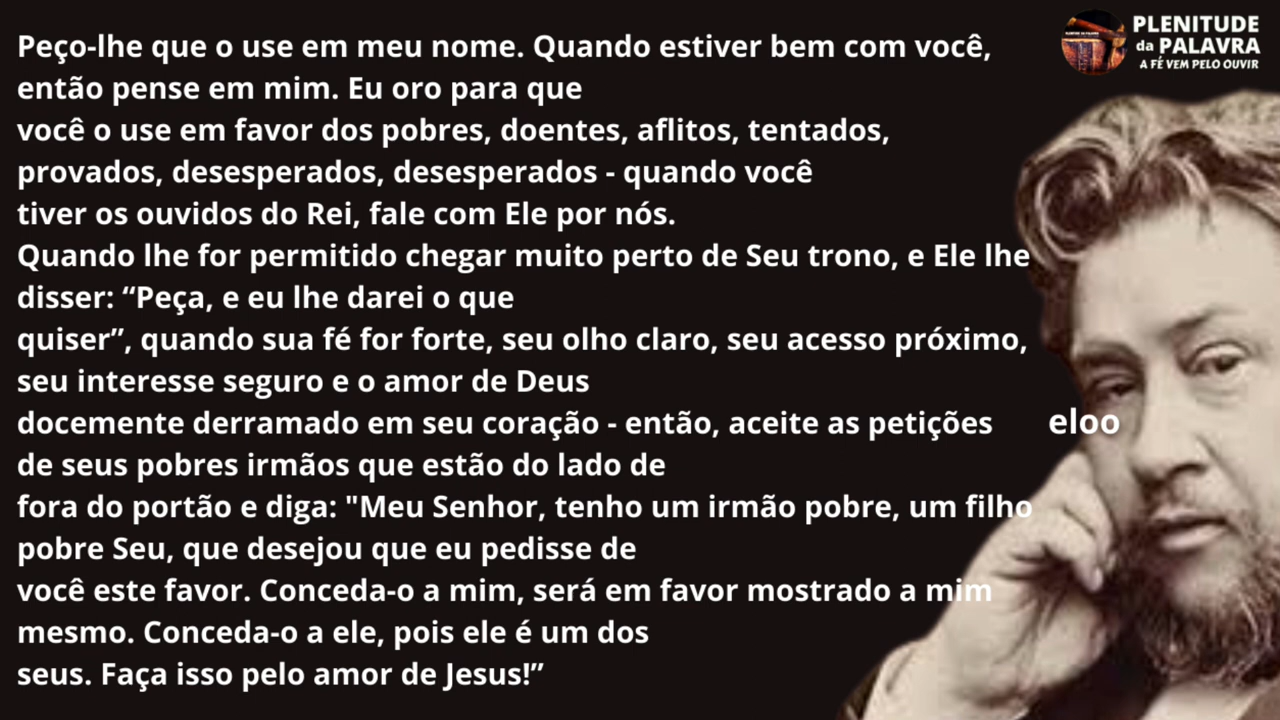 PLENITUDE
da PALAVRA
A FÉ VEM PELO OUVIR
Peço-lhe que o use em meu nome. Quando estiver bem com você,
então pense em mim. Eu oro para que
você o use em favor dos pobres, doentes, aflitos, tentados,
provados, desesperados, desesperados - quando você
tiver os ouvidos do Rei, fale com Ele por nós.
Quando lhe for permitido chegar muito perto de Seu trono, e Ele lhe
disser: “Peça, e eu lhe darei o que
quiser”, quando sua fé for forte, seu olho claro, seu acesso próximo,
seu interesse seguro e o amor de Deus
docemente derramado em seu coração - então, aceite as petições
eloo
de seus pobres irmãos que estão do lado de
fora do portão e diga: "Meu Senhor, tenho um irmão pobre, um filho
pobre Seu, que desejou que eu pedisse de
você este favor. Conceda-o a mim, será em favor mostrado a mim
mesmo. Conceda-o a ele, pois ele é um dos
seus. Faça isso pelo amor de Jesus!”